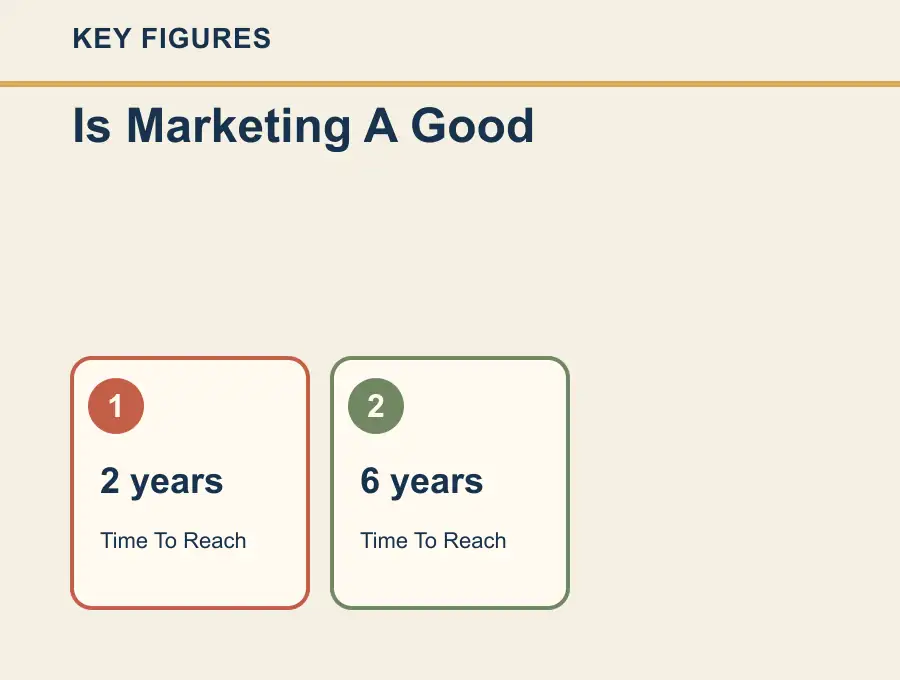 KEY FIGURES
Is Marketing A Good
1
2 years
Time To Reach
2
6 years
Time To Reach